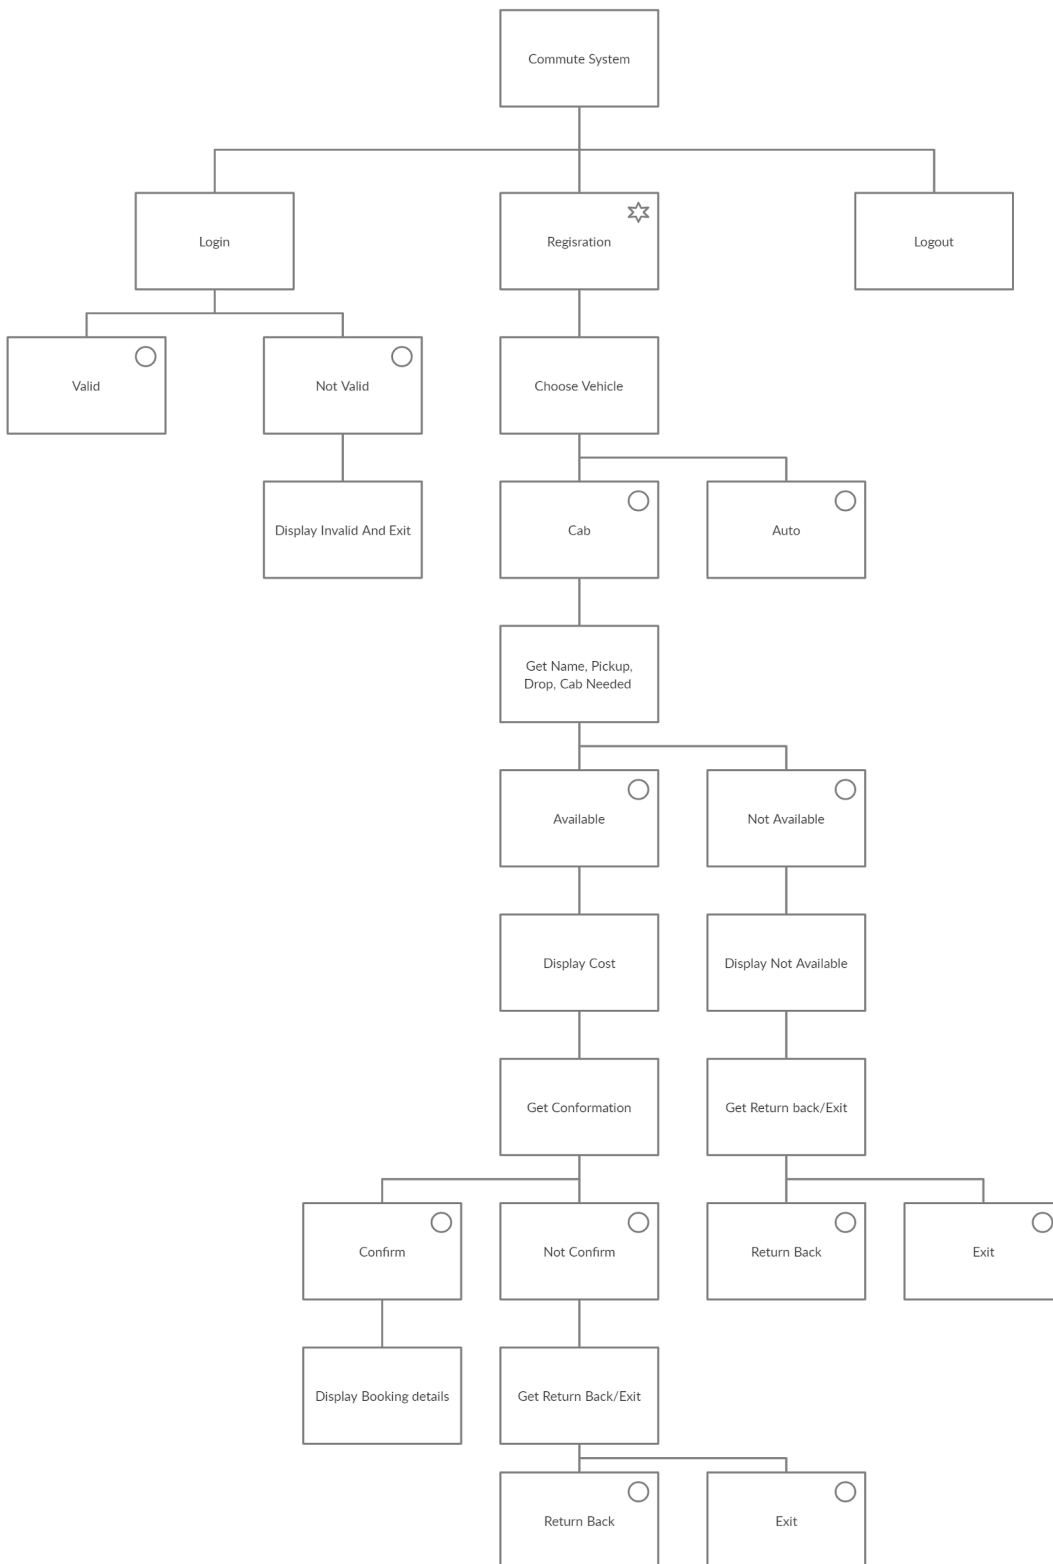 Commute System
Login
Regisration
Logout
Valid
Not Valid
Choose Vehicle
Display Invalid And Exit
Cab
Auto
Get Name, Pickup,
Drop, Cab Needed
Available
Not Available
Display Cost
Display Not Available
Get Conformation
Get Return back/Exit
Confirm
Not Confirm
Return Back
Exit
Display Booking details
Get Return Back/Exit
Return Back
Exit